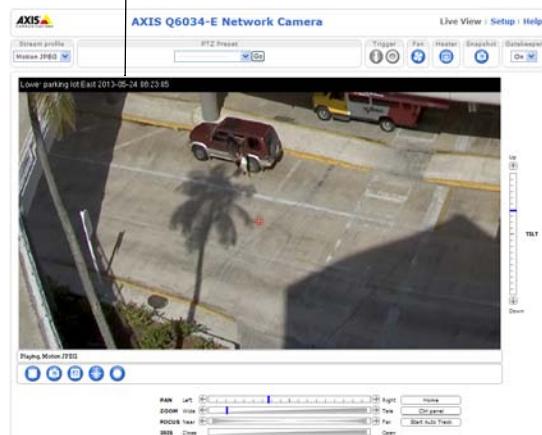 AXIS
COMMUNICATIONS
AXIS Q6034-E Network Camera
Live View | Setup | Help
Stream profile
Motion JPEG
PTZ Preset
Go
Trigger
Fan
Heater
Snapshot
Gatekeeper
On
Lower parking lot East 2013-05-24 08:23:05
Up
TILT
Down
Playing, Motion JPEG
PAN Left Right Home
ZOOM Wide Tele Ctrl panel
FOCUS Near Far Start Auto Track
IRIS Close Open